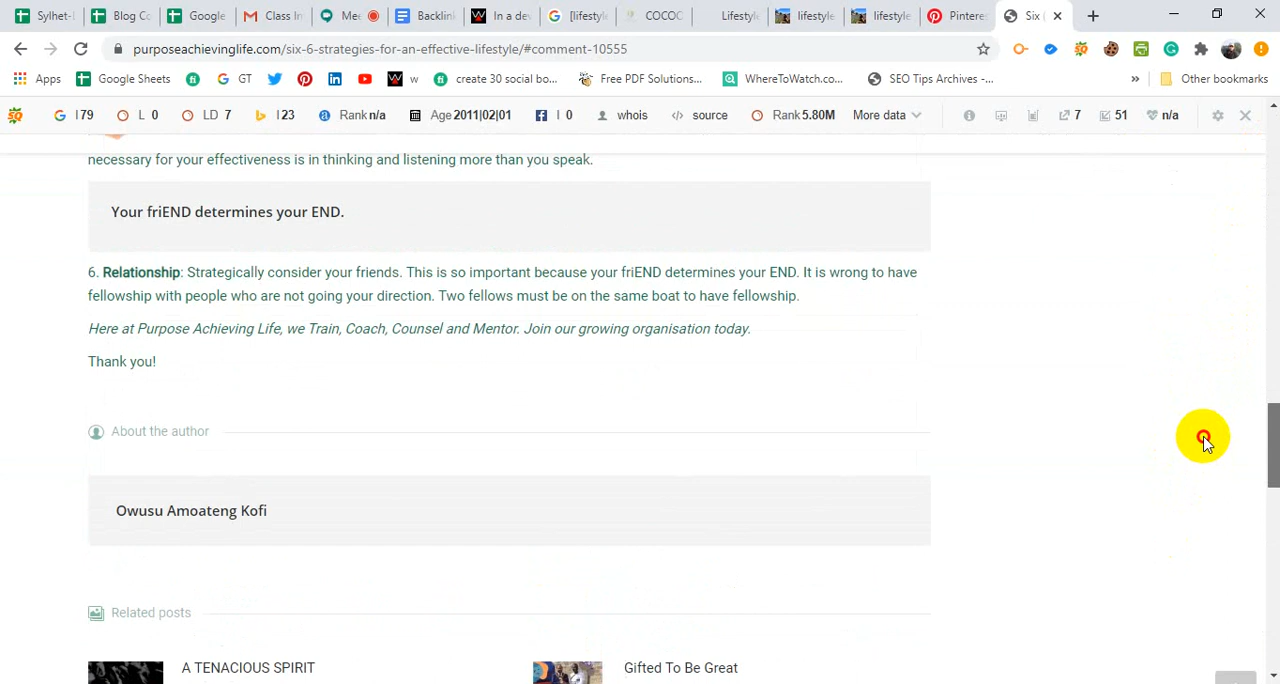 Sylhet-l Blog Co Google Class In Mee Backlin In a dev [lifestyle COCOC Lifestyle lifestyle lifestyle Pinteres Six (
purposeachievinglife.com/six-6-strategies-for-an-effective-lifestyle/#comment-10555
Apps Google Sheets GT w create 30 social bo... Free PDF Solutions... WhereToWatch.co... SEO Tips Archives -... » Other bookmarks
I 79 L 0 LD 7 I 23 Rank n/a Age 2011|02|01 I 0 whois source Rank 5.80M More data 7 51 n/a
necessary for your effectiveness is in thinking and listening more than you speak.
Your friEND determines your END.
6. Relationship: Strategically consider your friends. This is so important because your friEND determines your END. It is wrong to have
fellowship with people who are not going your direction. Two fellows must be on the same boat to have fellowship.
Here at Purpose Achieving Life, we Train, Coach, Counsel and Mentor. Join our growing organisation today.
Thank you!
About the author
Owusu Amoateng Kofi
Related posts
A TENACIOUS SPIRIT Gifted To Be Great